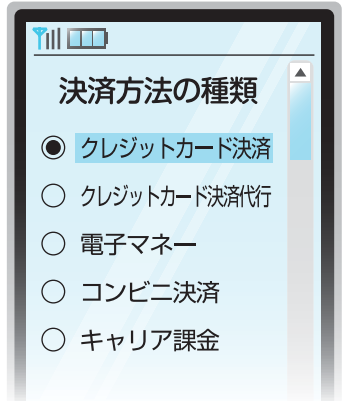 決済方法の種類
クレジットカード決済
クレジットカード決済代行
電子マネー
コンビニ決済
キャリア課金